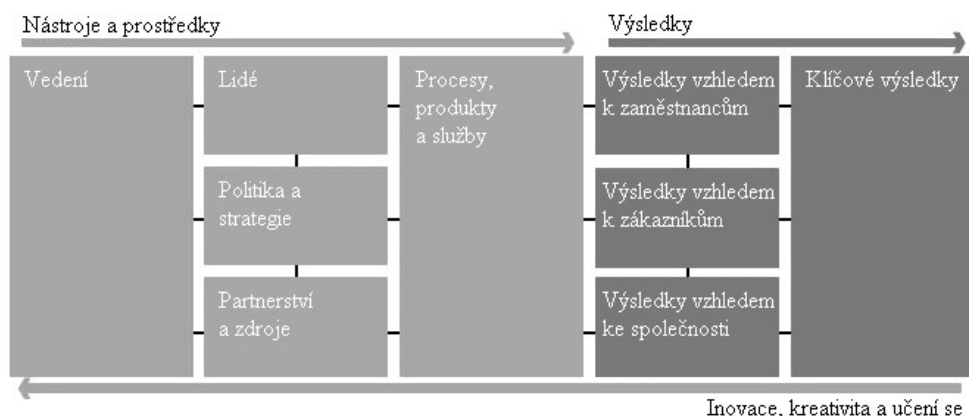 Nástroje a prostředky
Výsledky
Vedení
Lidé
Procesy,
produkty
a služby
Výsledky vzhledem
k zaměstnancům
Klíčové výsledky
Politika a
strategie
Výsledky vzhledem
k zákazníkům
Partnerství
a zdroje
Výsledky vzhledem
ke společnosti
Inovace, kreativita a učení se